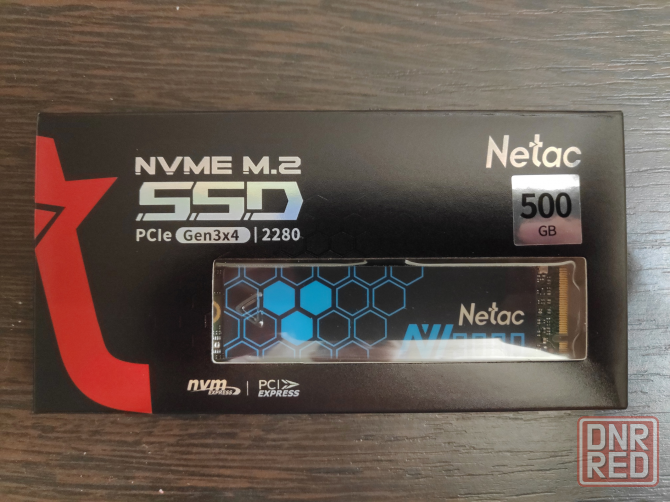 NVME M.2
SSD
PCIe Gen3x4 | 2280
Netac
500
GB
Netac
nvm
EXPRESS
PCI
EXPRESS
DNR
RED